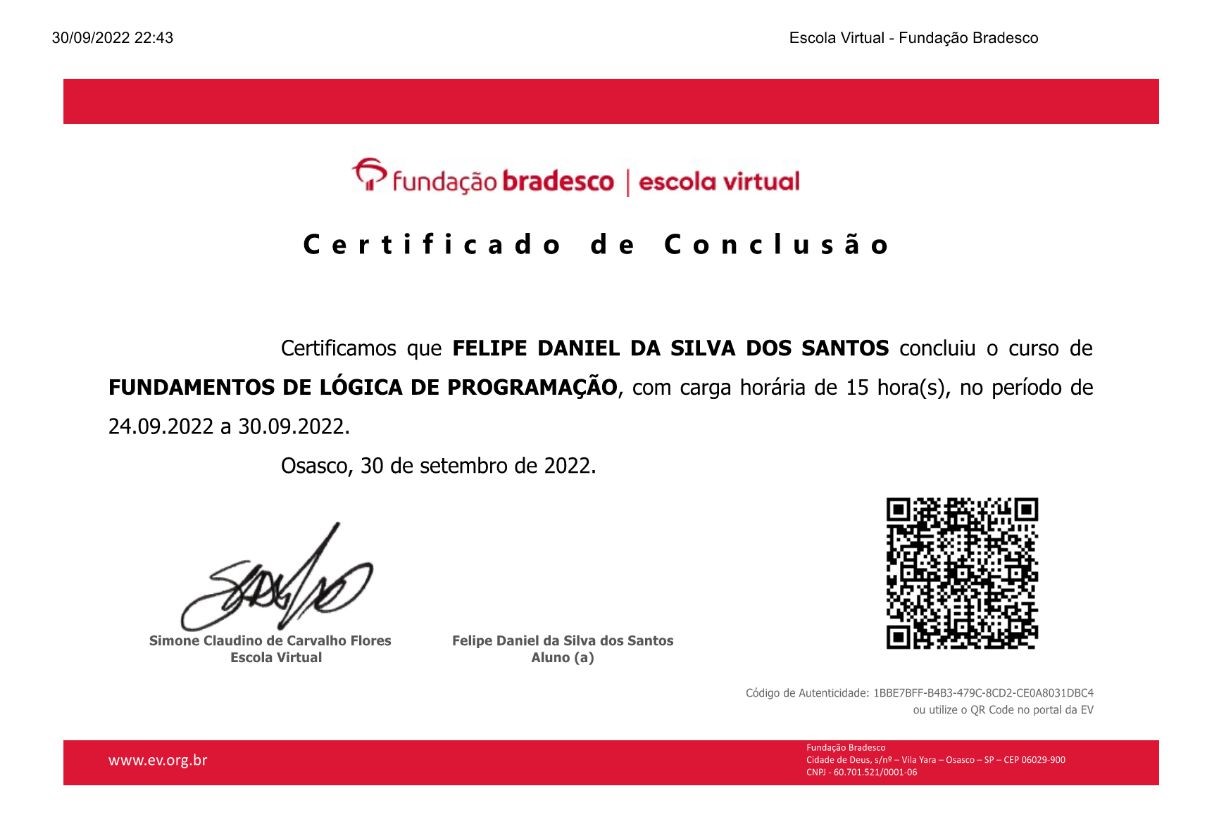 30/09/2022 22:43
Escola Virtual - Fundação Bradesco
fundação bradesco | escola virtual
Certificado de Conclusão
Certificamos que FELIPE DANIEL DA SILVA DOS SANTOS concluiu o curso de
FUNDAMENTOS DE LÓGICA DE PROGRAMAÇÃO, com carga horária de 15 hora(s), no período de
24.09.2022 a 30.09.2022.
Osasco, 30 de setembro de 2022.
Simone Claudino de Carvalho Flores
Escola Virtual
Felipe Daniel da Silva dos Santos
Aluno (a)
Código de Autenticidade: 1BBE7BFF-B4B3-479C-8CD2-CE0A8031DBC4
ou utilize o QR Code no portal da EV
www.ev.org.br
Fundação Bradesco
Cidade de Deus, s/nº – Vila Yara – Osasco – SP – CEP 06029-900
CNPJ - 60.701.521/0001-06